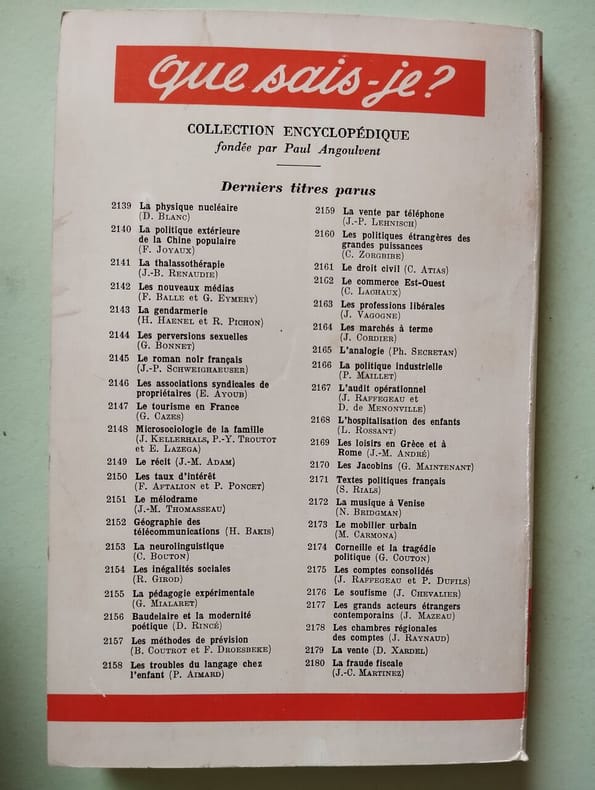 que sais-je?
COLLECTION ENCYCLOPÉDIQUE
fondée par Paul Angoulvent
Derniers titres parus
2139 La physique nucléaire
(D. BLANC)
2140 La politique extérieure
de la Chine populaire
(F. JOYAUX)
2141 La thalassothérapie
(J.-B. RENAUDIE)
2142 Les nouveaux médias
(F. BALLE et G. EYMERY)
2143 La gendarmerie
(H. HAENEL et R. PICHON)
2144 Les perversions sexuelles
(G. BONNET)
2145 Le roman noir français
(J.-P. SCHWEIGHAEUSER)
2146 Les associations syndicales de
propriétaires (E. AYOUB)
2147 Le tourisme en France
(G. CAZES)
2148 Microsociologie de la famille
(J. KELLERHALS, P.-Y. TROUTOT
et E. LAZEGA)
2149 Le récit (J.-M. ADAM)
2150 Les taux d'intérêt
(F. AFTALION et P. PONCET)
2151 Le mélodrame
(J.-M. THOMASSEAU)
2152 Géographie des
télécommunications (H. BAKIS)
2153 La neurolinguistique
(C. BOUTON)
2154 Les inégalités sociales
(R. GIROD)
2155 La pédagogie expérimentale
(G. MIALARET)
2156 Baudelaire et la modernité
poétique (D. RINCÉ)
2157 Les méthodes de prévision
(B. COUTROT et F. DROESBEKE)
2158 Les troubles du langage chez
l'enfant (P. AIMARD)
2159 La vente par téléphone
(J.-P. LEHNISCH)
2160 Les politiques étrangères des
grandes puissances
(C. ZORGBIBE)
2161 Le droit civil (C. ATIAS)
2162 Le commerce Est-Ouest
(C. LACHAUX)
2163 Les professions libérales
(J. VAGOGNE)
2164 Les marchés à terme
(J. CORDIER)
2165 L'analogie (Ph. SECRETAN)
2166 La politique industrielle
(P. MAILLET)
2167 L'audit opérationnel
(J. RAFFEGEAU et
D. DE MENONVILLE)
2168 L'hospitalisation des enfants
(L. ROSSANT)
2169 Les loisirs en Grèce et à
Rome (J.-M. ANDRÉ)
2170 Les Jacobins (G. MAINTENANT)
2171 Textes politiques français
(S. RIALS)
2172 La musique à Venise
(N. BRIDGMAN)
2173 Le mobilier urbain
(M. CARMONA)
2174 Corneille et la tragédie
politique (G. COUTON)
2175 Les comptes consolidés
(J. RAFFEGEAU et P. DUFILS)
2176 Le soufisme (J. CHEVALIER)
2177 Les grands acteurs étrangers
contemporains (J. MAZEAU)
2178 Les chambres régionales
des comptes (J. RAYNAUD)
2179 La vente (D. XARDEL)
2180 La fraude fiscale
(J.-C. MARTINEZ)